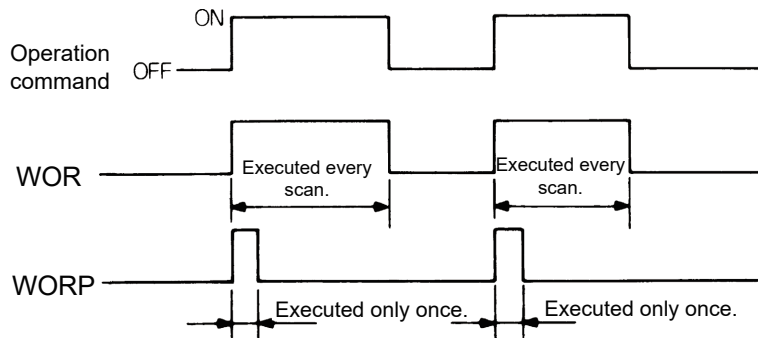 ON
Operation
command
OFF
WOR
Executed every
scan.
Executed every
scan.
WORP
Executed only once.
Executed only once.